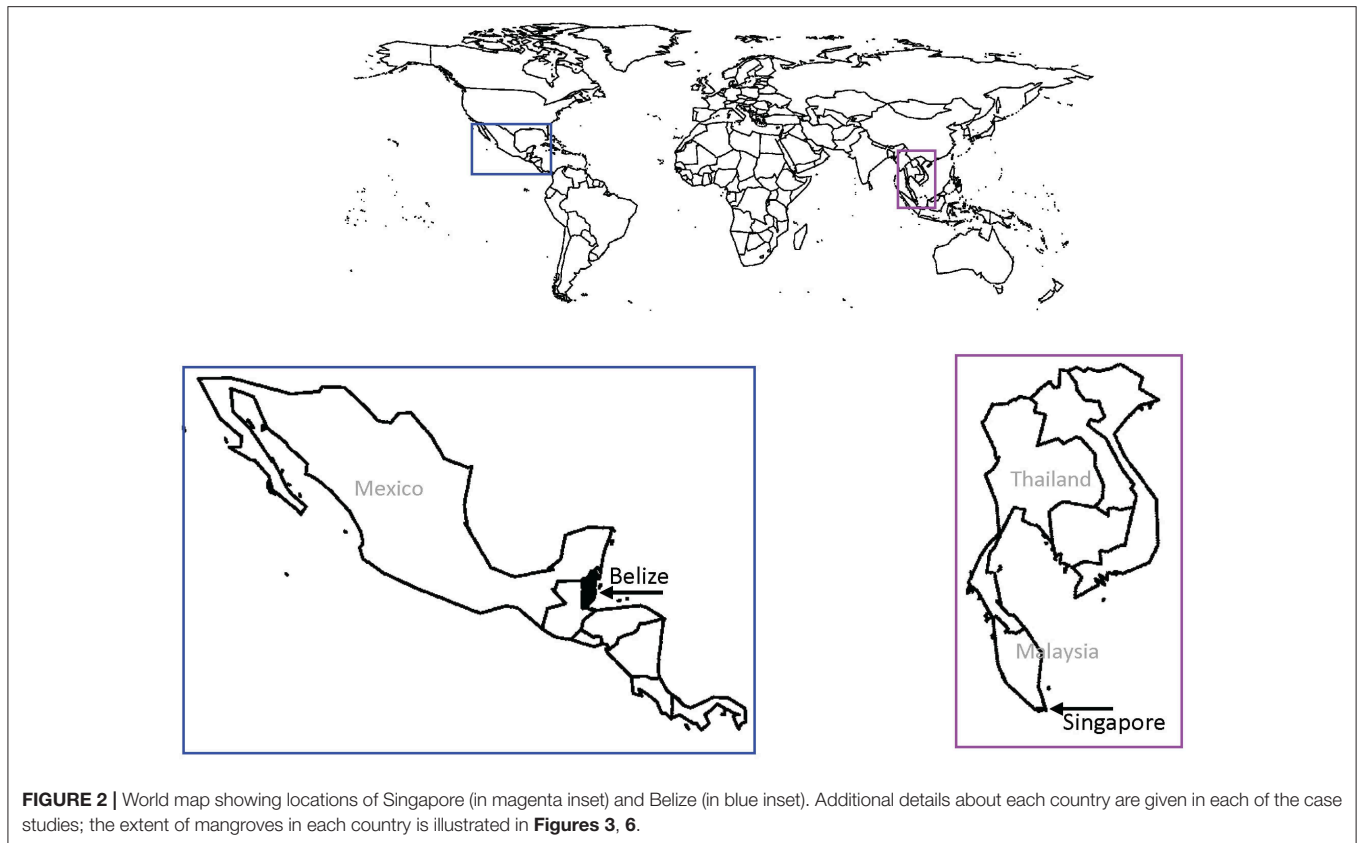 Mexico
Belize
Thailand
Malaysia
Singapore
FIGURE 2 | World map showing locations of Singapore (in magenta inset) and Belize (in blue inset). Additional details about each country are given in each of the case
studies; the extent of mangroves in each country is illustrated in Figures 3, 6.